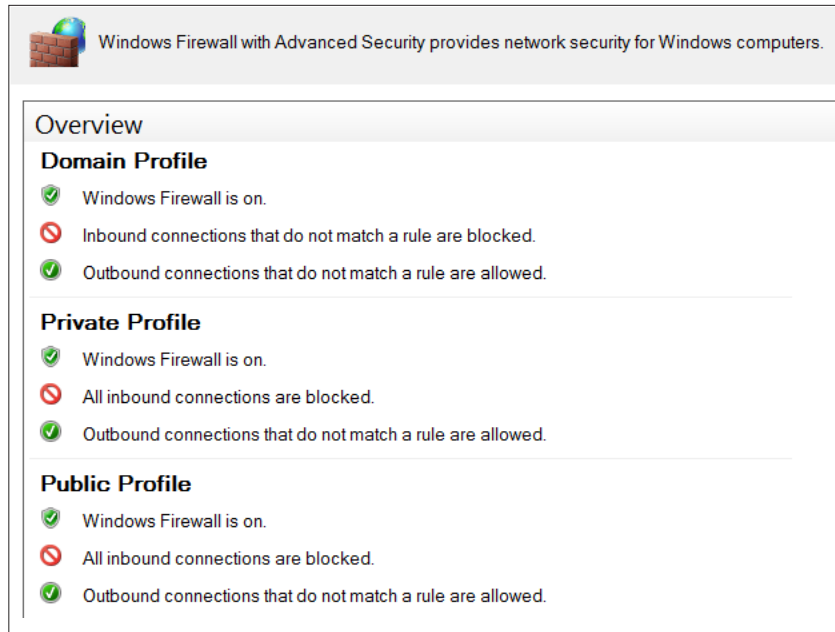 Windows Firewall with Advanced Security provides network security for Windows computers.
Overview
Domain Profile
Windows Firewall is on.
Inbound connections that do not match a rule are blocked.
Outbound connections that do not match a rule are allowed.
Private Profile
Windows Firewall is on.
All inbound connections are blocked.
Outbound connections that do not match a rule are allowed.
Public Profile
Windows Firewall is on.
All inbound connections are blocked.
Outbound connections that do not match a rule are allowed.